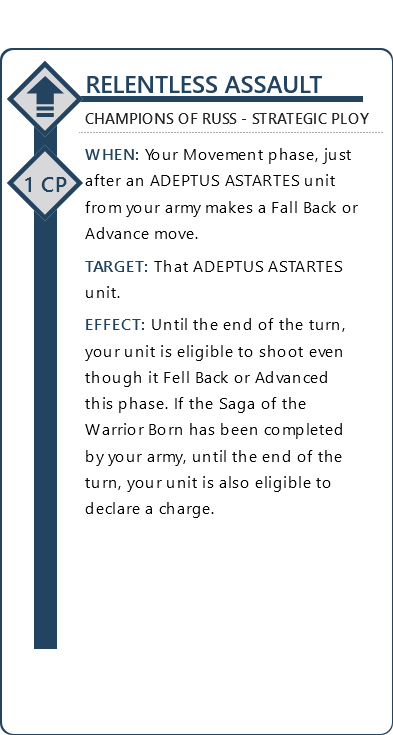 RELENTLESS ASSAULT
CHAMPIONS OF RUSS - STRATEGIC PLOY
1 CP
WHEN: Your Movement phase, just
after an ADEPTUS ASTARTES unit
from your army makes a Fall Back or
Advance move.
TARGET: That ADEPTUS ASTARTES
unit.
EFFECT: Until the end of the turn,
your unit is eligible to shoot even
though it Fell Back or Advanced
this phase. If the Saga of the
Warrior Born has been completed
by your army, until the end of the
turn, your unit is also eligible to
declare a charge.